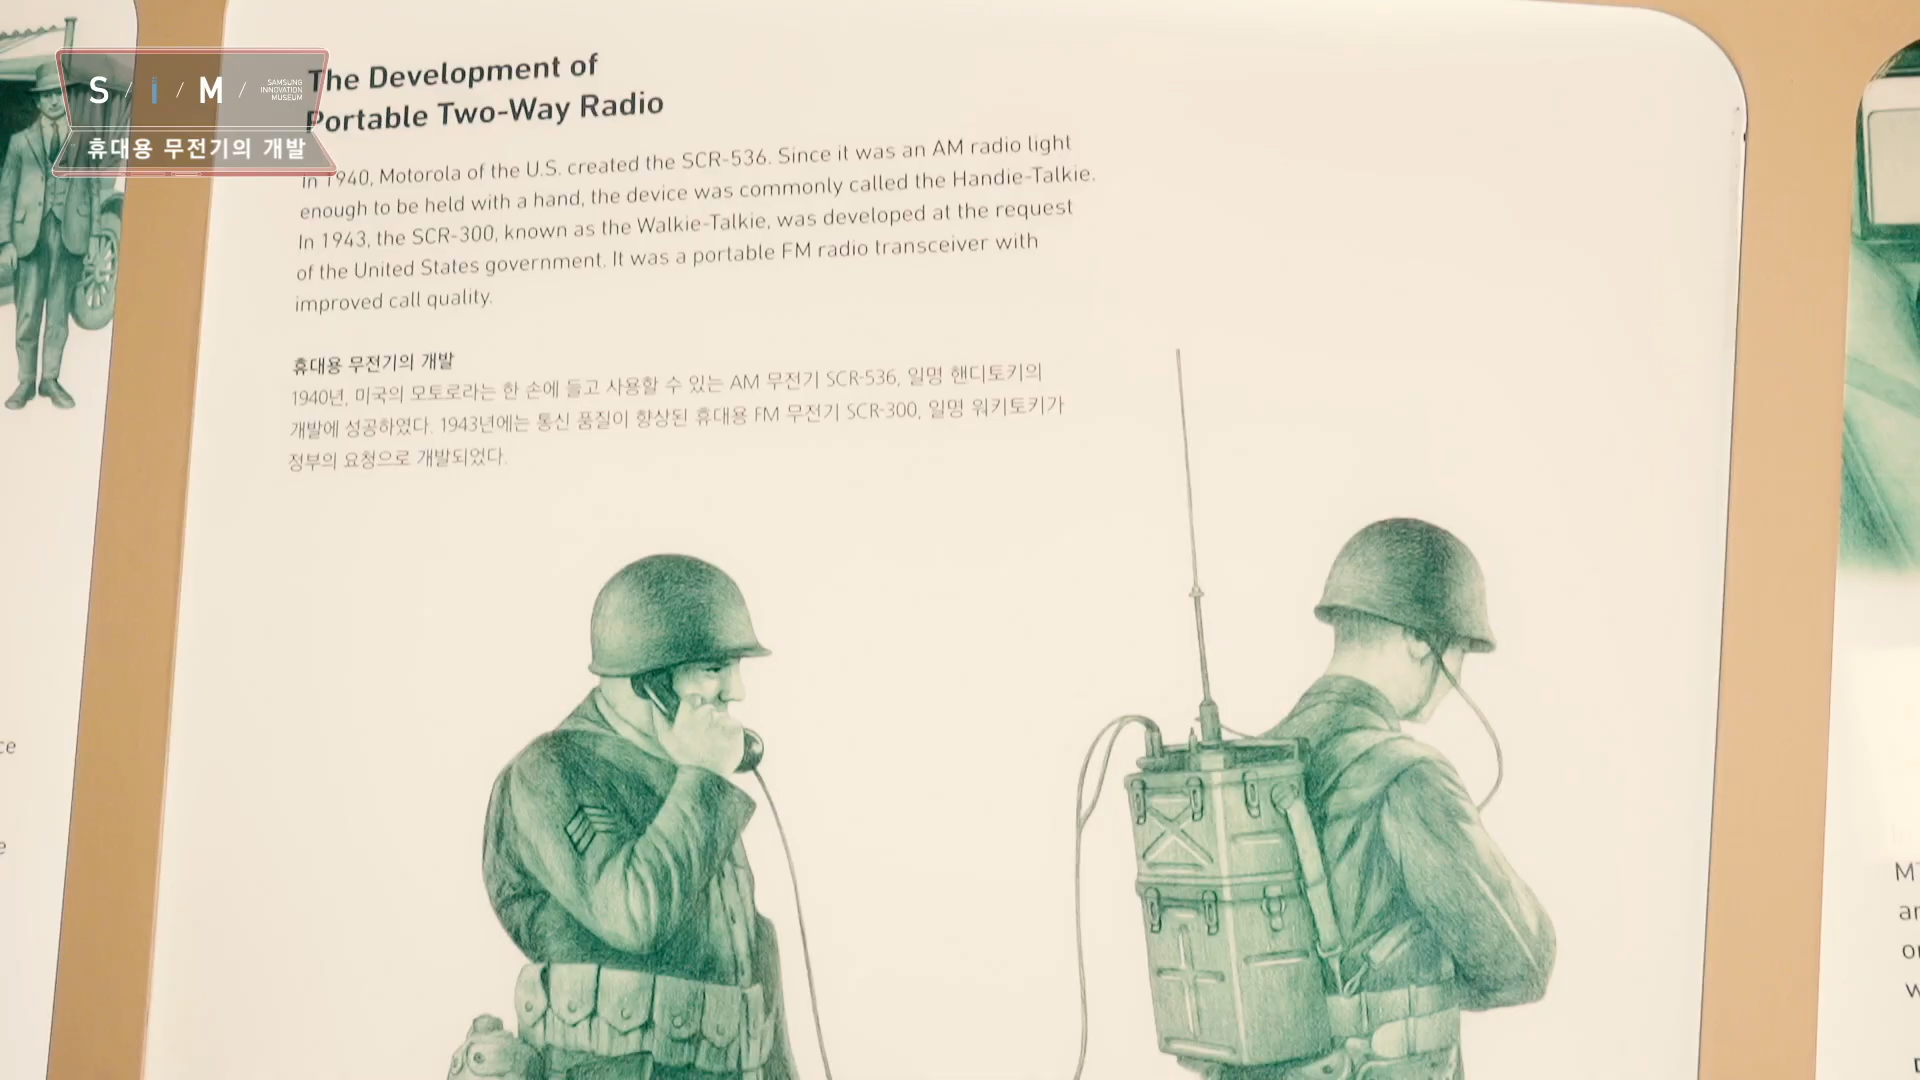 S / i / M / SAMSUNG
INNOVATION
MUSEUM
휴대용 무전기의 개발
The Development of
Portable Two-Way Radio
In 1940, Motorola of the U.S. created the SCR-536. Since it was an AM radio light
enough to be held with a hand, the device was commonly called the Handie-Talkie.
In 1943, the SCR-300, known as the Walkie-Talkie, was developed at the request
of the United States government. It was a portable FM radio transceiver with
improved call quality.
휴대용 무전기의 개발
1940년, 미국의 모토로라는 한 손에 들고 사용할 수 있는 AM 무전기 SCR-536, 일명 핸디토키의
개발에 성공하였다. 1943년에는 통신 품질이 향상된 휴대용 FM 무전기 SCR-300, 일명 워키토키가
정부의 요청으로 개발되었다.